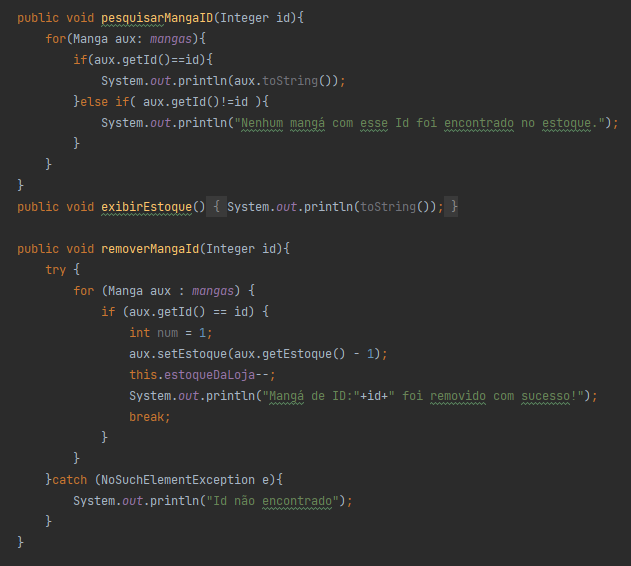 public void pesquisarMangaID(Integer id){
for(Manga aux: mangas){
if(aux.getId()==id){
System.out.println(aux.toString());
}else if( aux.getId()!=id ){
System.out.println("Nenhum mangá com esse Id foi encontrado no estoque.");
}
}
}
public void exibirEstoque() { System.out.println(toString()); }
public void removerMangaId(Integer id){
try {
for (Manga aux : mangas) {
if (aux.getId() == id) {
int num = 1;
aux.setEstoque(aux.getEstoque() - 1);
this.estoqueDaLoja--;
System.out.println("Mangá de ID:"+id+" foi removido com sucesso!");
break;
}
}
}catch (NoSuchElementException e){
System.out.println("Id não encontrado");
}
}